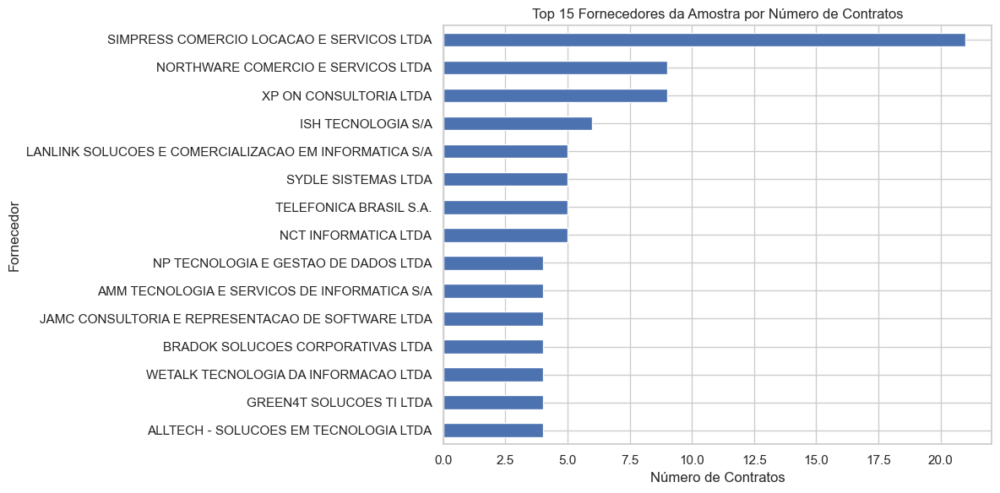 Top 15 Fornecedores da Amostra por Número de Contratos
SIMPRESS COMERCIO LOCACAO E SERVICOS LTDA
NORTHWARE COMERCIO E SERVICOS LTDA
XP ON CONSULTORIA LTDA
ISH TECNOLOGIA S/A
LANLINK SOLUCOES E COMERCIALIZACAO EM INFORMATICA S/A
SYDLE SISTEMAS LTDA
TELEFONICA BRASIL S.A.
NCT INFORMATICA LTDA
NP TECNOLOGIA E GESTAO DE DADOS LTDA
AMM TECNOLOGIA E SERVICOS DE INFORMATICA S/A
JAMC CONSULTORIA E REPRESENTACAO DE SOFTWARE LTDA
BRADOK SOLUCOES CORPORATIVAS LTDA
WETALK TECNOLOGIA DA INFORMACAO LTDA
GREEN4T SOLUCOES TI LTDA
ALLTECH - SOLUCOES EM TECNOLOGIA LTDA
Fornecedor
0.0 2.5 5.0 7.5 10.0 12.5 15.0 17.5 20.0
Número de Contratos